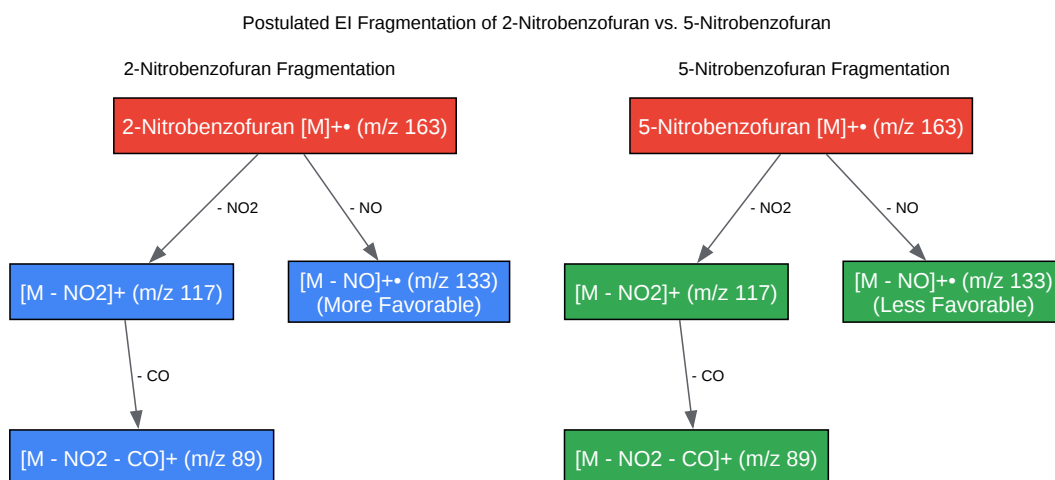 Postulated EI Fragmentation of 2-Nitrobenzofuran vs. 5-Nitrobenzofuran
2-Nitrobenzofuran Fragmentation
2-Nitrobenzofuran [M]+• (m/z 163)
- NO2
- NO
[M - NO2]+ (m/z 117)
[M - NO]+• (m/z 133)
(More Favorable)
- CO
[M - NO2 - CO]+ (m/z 89)
5-Nitrobenzofuran Fragmentation
5-Nitrobenzofuran [M]+• (m/z 163)
- NO2
- NO
[M - NO2]+ (m/z 117)
[M - NO]+• (m/z 133)
(Less Favorable)
- CO
[M - NO2 - CO]+ (m/z 89)